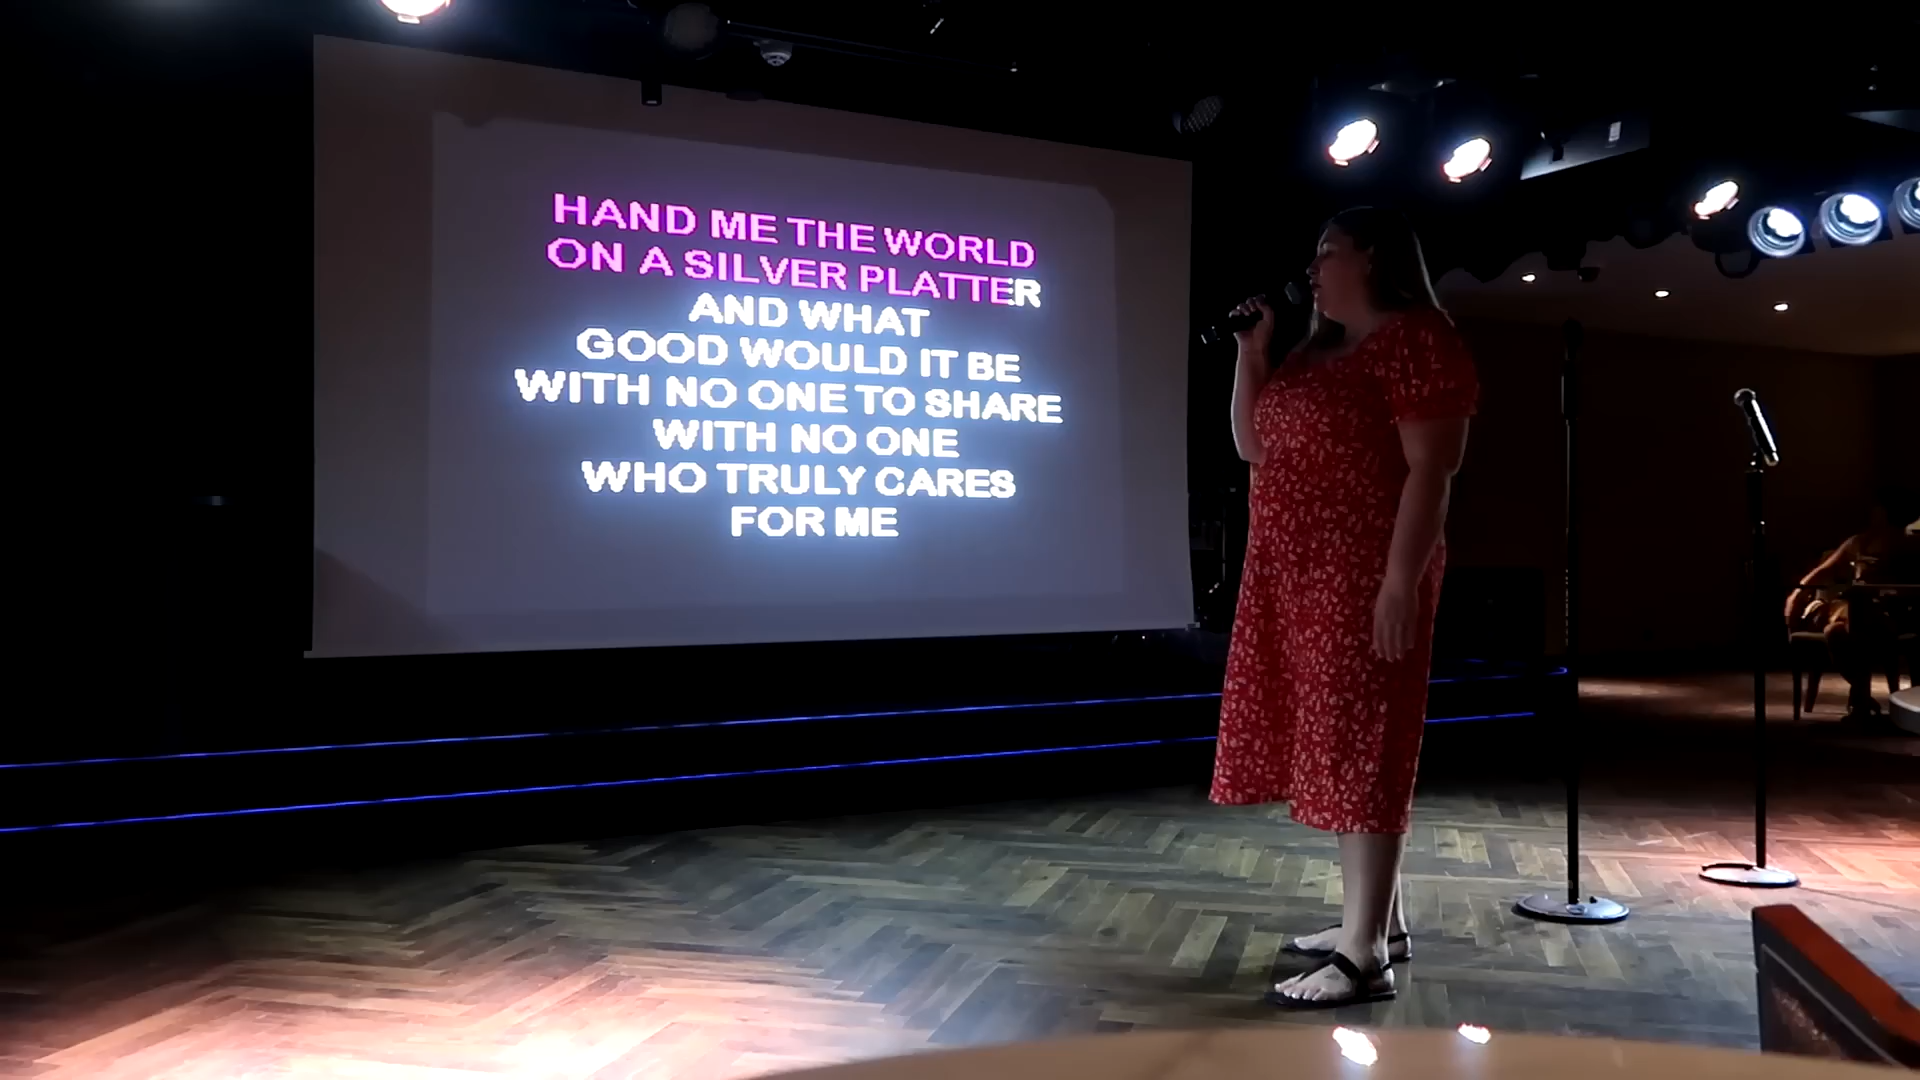 HAND ME THE WORLD
ON A SILVER PLATTER
AND WHAT
GOOD WOULD IT BE
WITH NO ONE TO SHARE
WITH NO ONE
WHO TRULY CARES
FOR ME